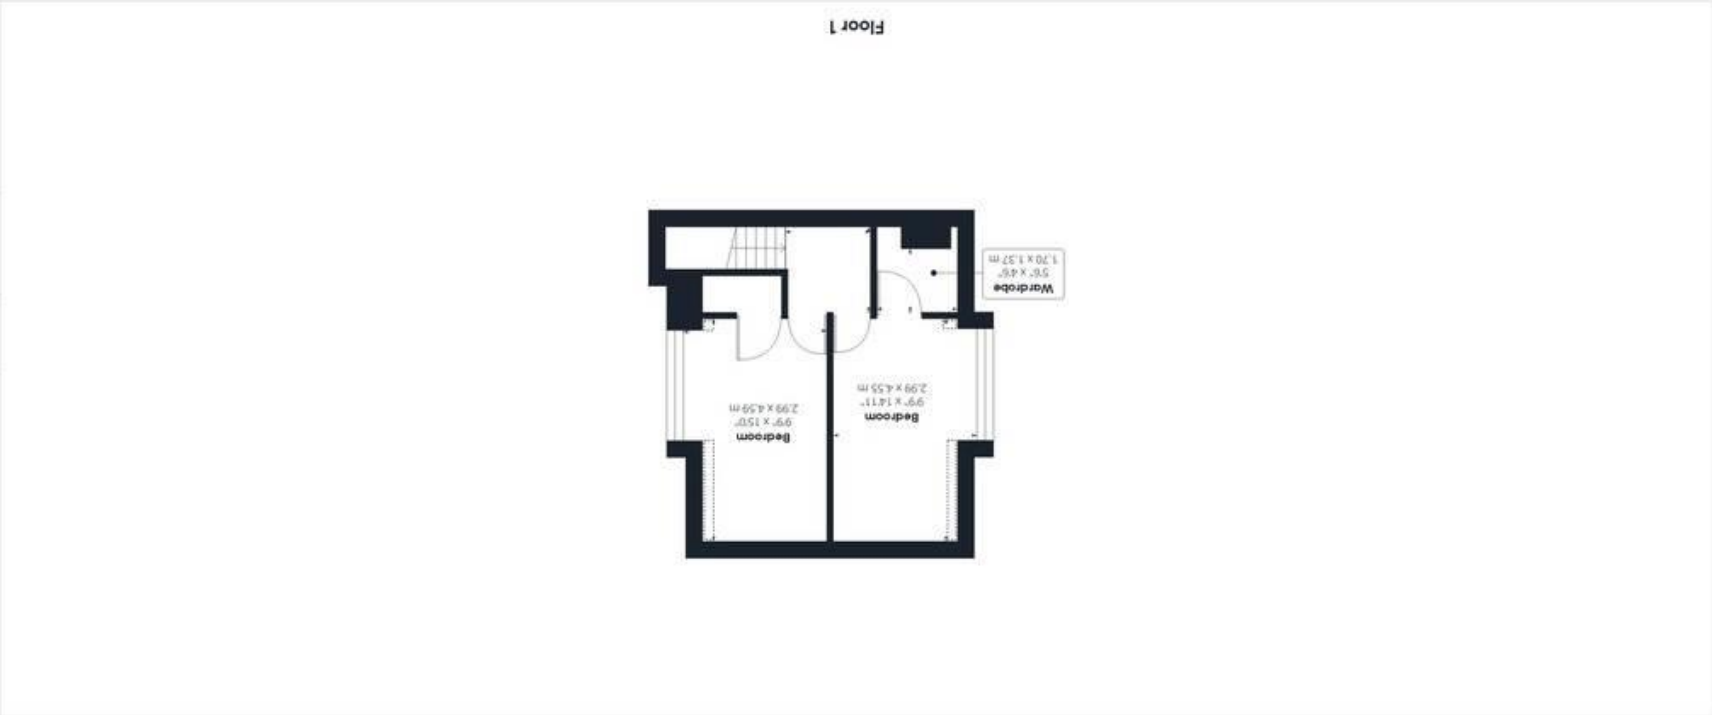 Floor 1
Bedroom
9'9" x 15'0"
2.99 x 4.59 m
Bedroom
9'9" x 14'11"
2.99 x 4.55 m
Wardrobe
5'6" x 4'6"
1.70 x 1.37 m